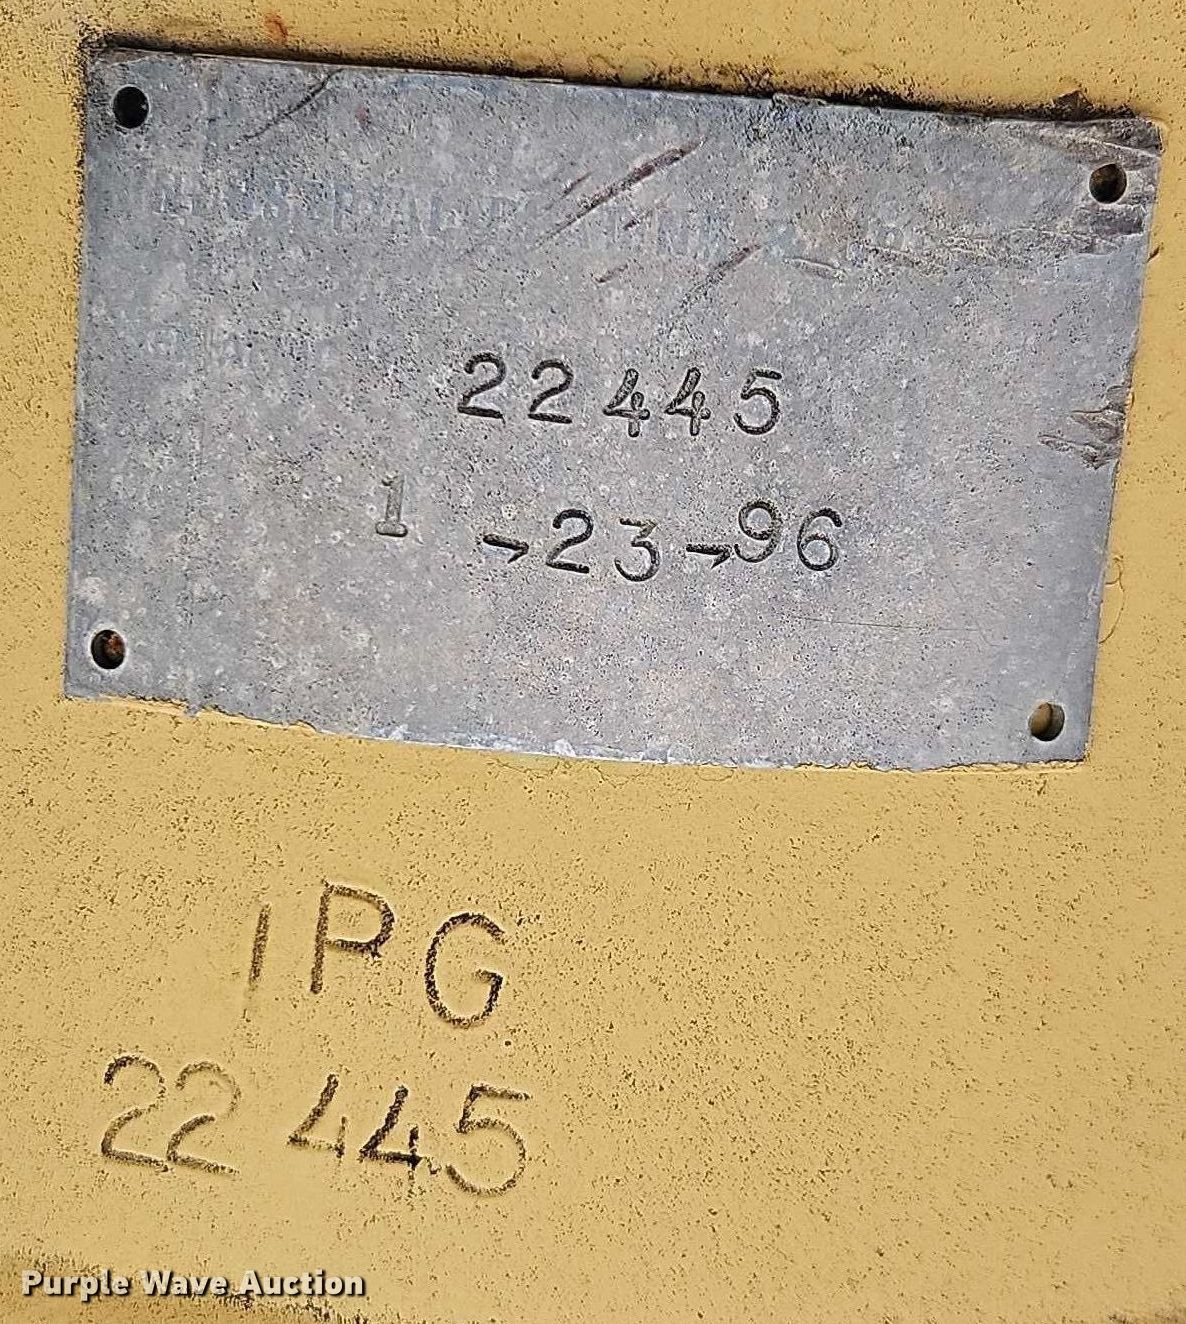 22445
1 → 23 → 96
IPG
22445
Purple Wave Auction